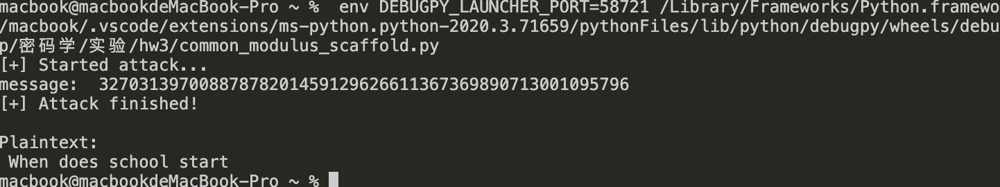 macbook@macbookdeMacBook-Pro ~ %  env DEBUGPY_LAUNCHER_PORT=58721 /Library/Frameworks/Python.framewo
/macbook/.vscode/extensions/ms-python.python-2020.3.71659/pythonFiles/lib/python/debugpy/wheels/debu
p/密码学/实验/hw3/common_modulus_scaffold.py
[+] Started attack...
message:  327031397008878782014591296266113673698907130010957​96
[+] Attack finished!
Plaintext:
 When does school start
macbook@macbookdeMacBook-Pro ~ %